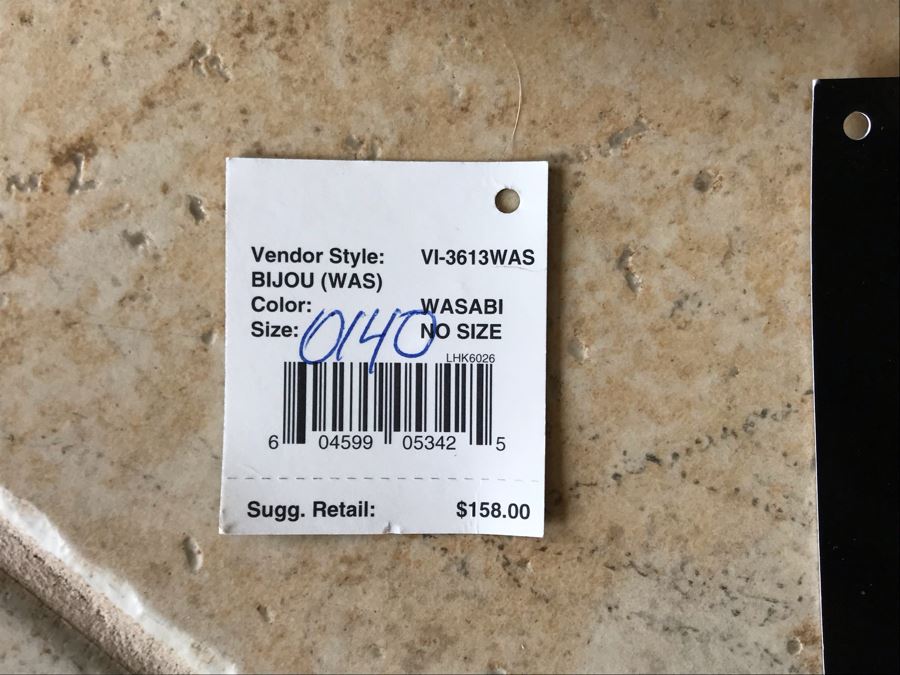 Vendor Style: VI-3613WAS
BIJOU (WAS)
Color: WASABI
Size: NO SIZE
0140
LHK6026
6 04599 05342 5
Sugg. Retail: $158.00